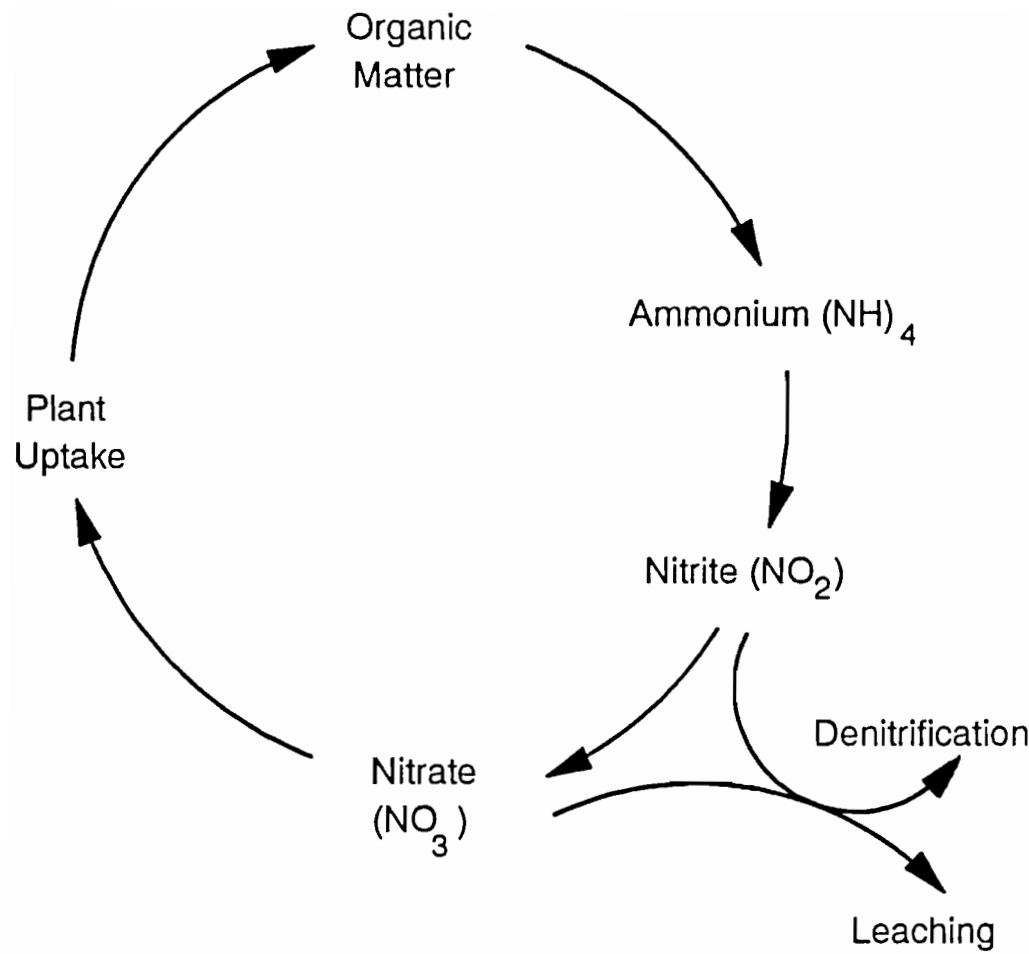 Organic
Matter
Ammonium (NH)₄
Plant
Uptake
Nitrite (NO₂)
Denitrification
Nitrate
(NO₃)
Leaching